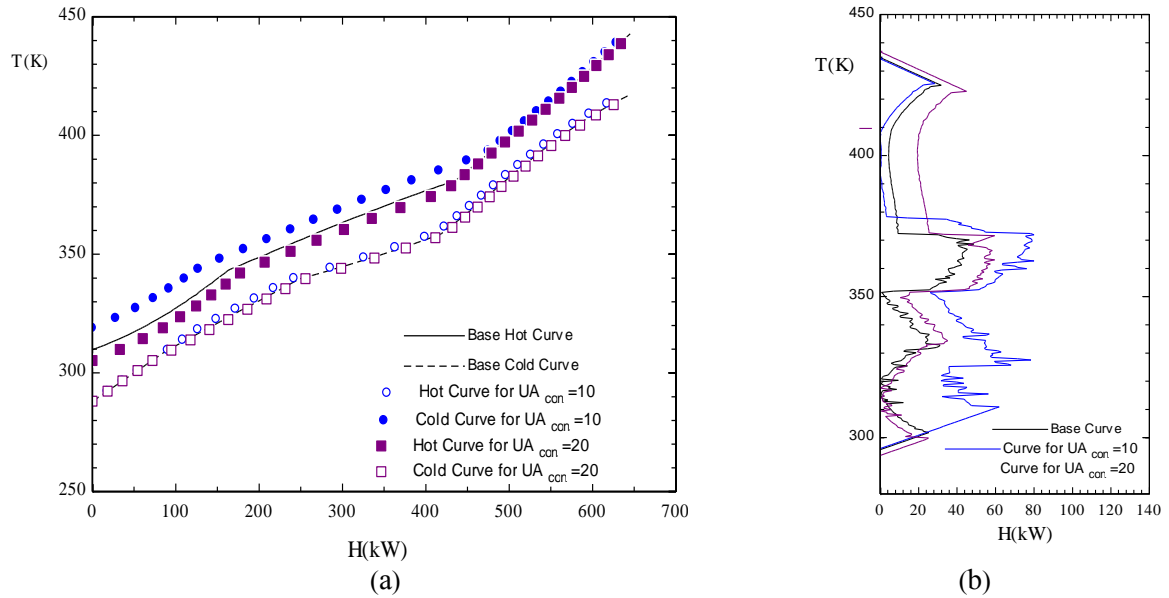 450
T(K)
400
350
300
250
0
100
200
300
400
500
600
700
H(kW)
Base Hot Curve
Base Cold Curve
Hot Curve for UA con =10
Cold Curve for UA con =10
Hot Curve for UA con =20
Cold Curve for UA con =20
(a)
450
T(K)
400
350
300
0
20
40
60
80
100
120
140
H(kW)
Base Curve
Curve for UA con =10
Curve for UA con =20
(b)